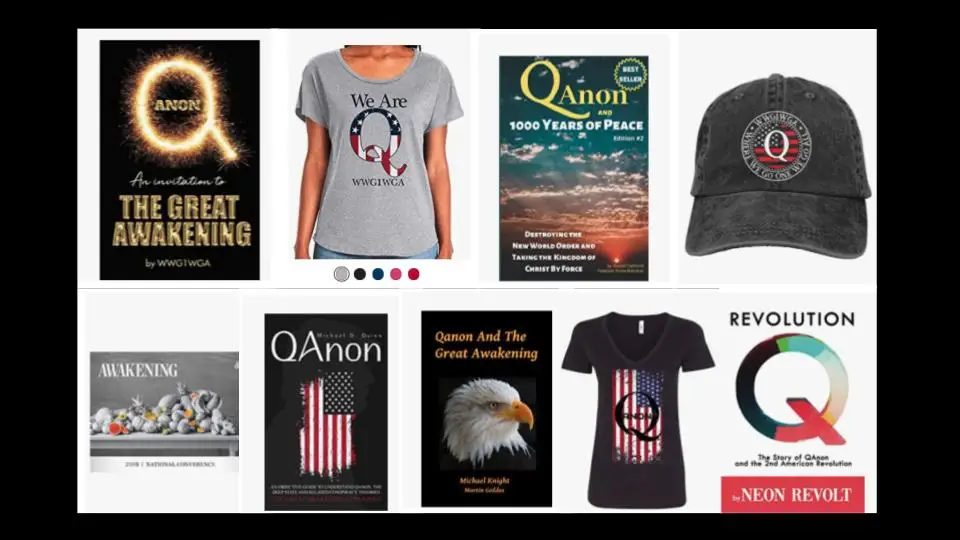 ANON
An invitation to
THE GREAT
AWAKENING
by WWG1WGA
We Are
Q
WWG1WGA
BEST
SELLER
QAnon
AND
1000 YEARS OF PEACE
Edition #2
DESTROYING THE
NEW WORLD ORDER AND
TAKING THE KINGDOM OF
CHRIST BY FORCE
WWG1WGA
Q
WHERE WE GO ONE WE GO ALL
AWAKENING
NATIONAL CONFERENCE
Michael D. Quinn
QAnon
AN OBJECTIVE GUIDE TO UNDERSTAND QANON, THE
DEEP STATE AND RELATED CONSPIRACY THEORIES
Qanon And The
Great Awakening
Michael Knight
Martin Geddes
Q
ANON
REVOLUTION
Q
The Story of QAnon
and the 2nd American Revolution
by NEON REVOLT